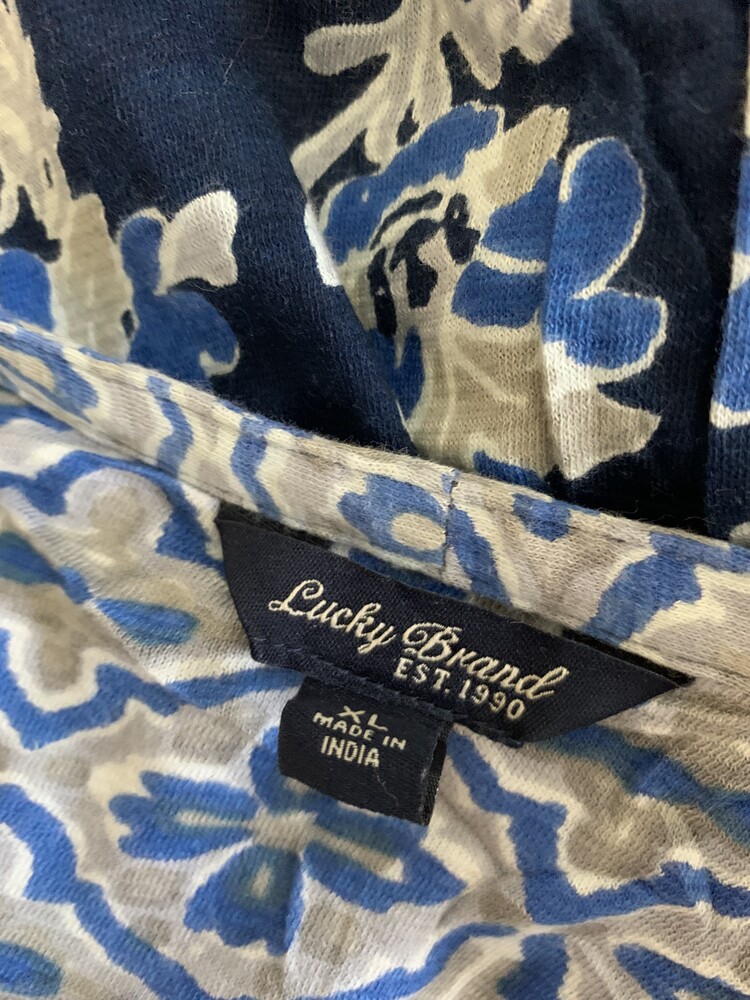 Lucky Brand
EST. 1990
XL
MADE IN
INDIA